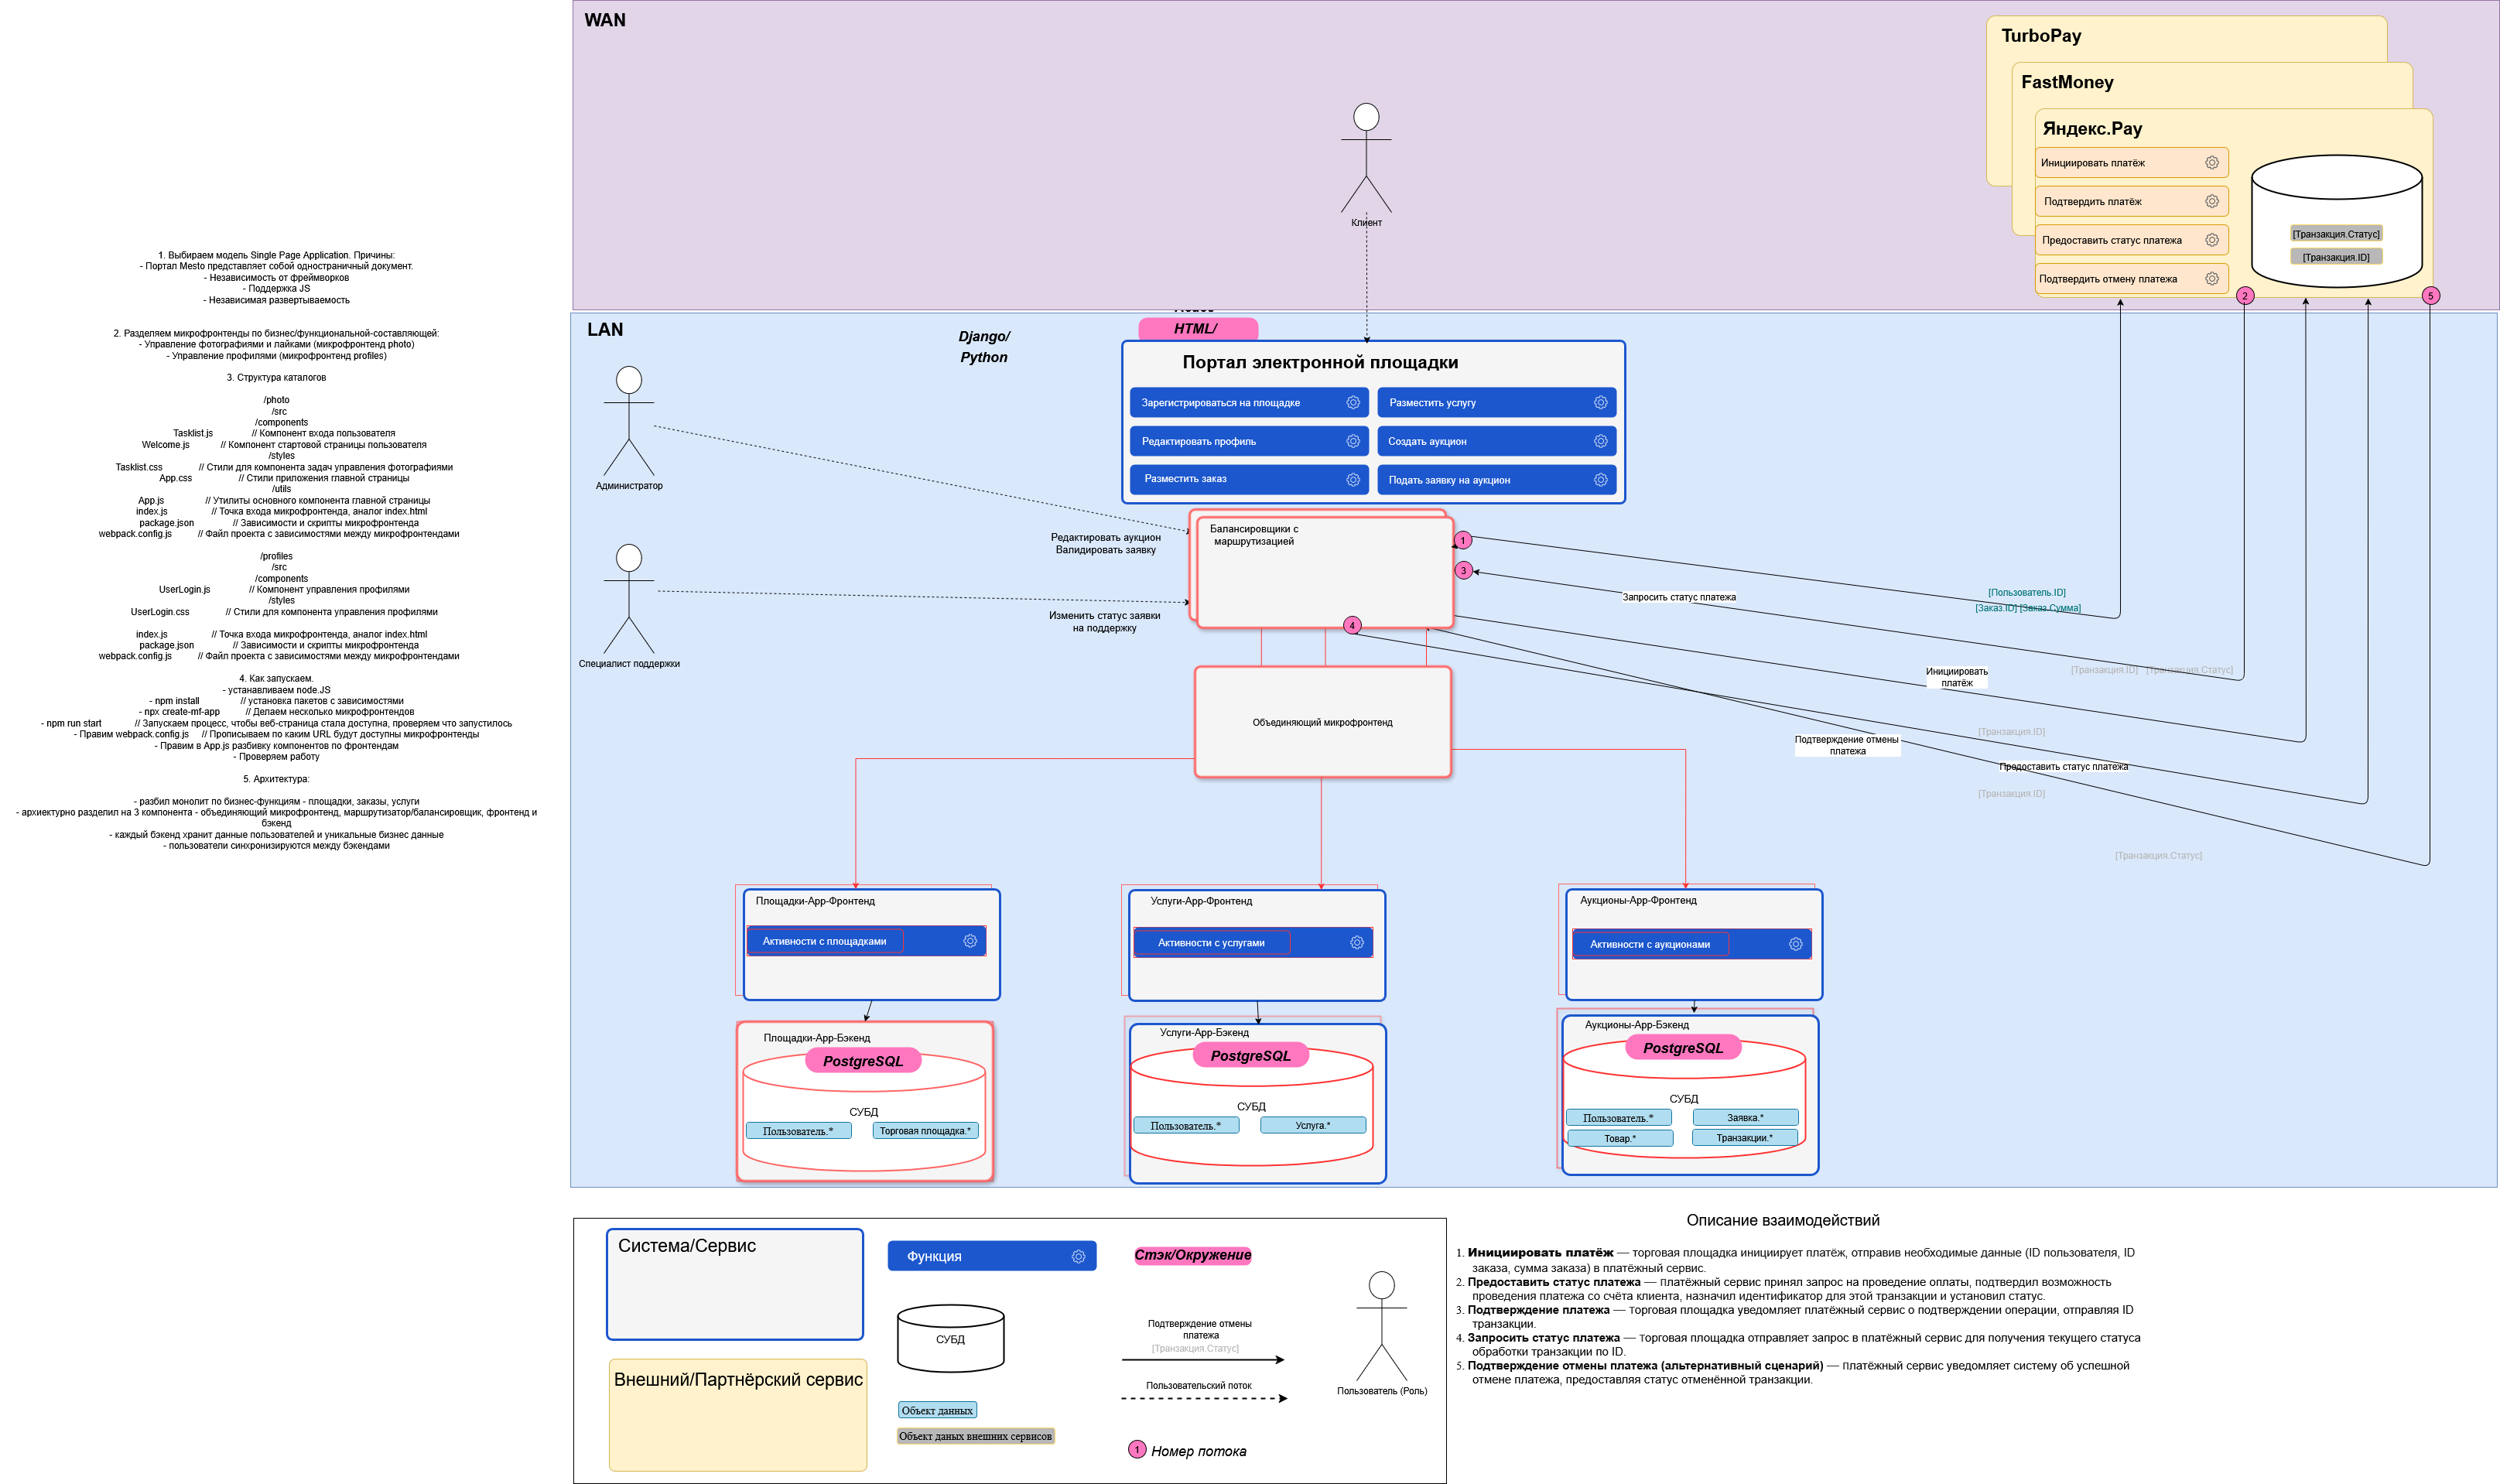 WAN
TurboPay
FastMoney
Яндекс.Pay
Инициировать платёж
Подтвердить платёж
Предоставить статус платежа
Подтвердить отмену платежа
[Транзакция.Статус]
[Транзакция.ID]
2
5
Клиент
1. Выбираем модель Single Page Application. Причины:
- Портал Mesto представляет собой одностраничный документ.
- Независимость от фреймворков
- Поддержка JS
- Независимая развертываемость
2. Разделяем микрофронтенды по бизнес/функциональной-составляющей:
- Управление фотографиями и лайками (микрофронтенд photo)
- Управление профилями (микрофронтенд profiles)
3. Структура каталогов
/photo
/src
/components
Tasklist.js // Компонент входа пользователя
Welcome.js // Компонент стартовой страницы пользователя
/styles
Tasklist.css // Стили для компонента задач управления фотографиями
App.css // Стили приложения главной страницы
/utils
App.js // Утилиты основного компонента главной страницы
index.js // Точка входа микрофронтенда, аналог index.html
package.json // Зависимости и скрипты микрофронтенда
webpack.config.js // Файл проекта с зависимостями между микрофронтендами
/profiles
/src
/components
UserLogin.js // Компонент управления профилями
/styles
UserLogin.css // Стили для компонента управления профилями
index.js // Точка входа микрофронтенда, аналог index.html
package.json // Зависимости и скрипты микрофронтенда
webpack.config.js // Файл проекта с зависимостями между микрофронтендами
4. Как запускаем.
- устанавливаем node.JS
- npm install // установка пакетов с зависимостями
- npx create-mf-app // Делаем несколько микрофронтендов
- npm run start // Запускаем процесс, чтобы веб-страница стала доступна, проверяем что запустилось
- Правим webpack.config.js // Прописываем по каким URL будут доступны микрофронтенды
- Правим в App.js разбивку компонентов по фронтендам
- Проверяем работу
5. Архитектура:
- разбил монолит по бизнес-функциям - площадки, заказы, услуги
- архиектурно разделил на 3 компонента - объединяющий микрофронтенд, маршрутизатор/балансировщик, фронтенд и
бэкенд
- каждый бэкенд хранит данные пользователей и уникальные бизнес данные
- пользователи синхронизируются между бэкендами
LAN
Django/
Python
HTML/
Портал электронной площадки
Зарегистрироваться на площадке
Разместить услугу
Редактировать профиль
Создать аукцион
Разместить заказ
Подать заявку на аукцион
Администратор
Специалист поддержки
Редактировать аукцион
Валидировать заявку
Изменить статус заявки
на поддержку
Балансировщики с
маршрутизацией
1
3
4
Запросить статус платежа
[Пользователь.ID]
[Заказ.ID] [Заказ.Сумма]
[Транзакция.ID] [Транзакция.Статус]
Инициировать
платёж
[Транзакция.ID]
Подтверждение отмены
платежа
Предоставить статус платежа
[Транзакция.ID]
[Транзакция.Статус]
Объединяющий микрофронтенд
Площадки-App-Фронтенд
Активности с площадками
Услуги-App-Фронтенд
Активности с услугами
Аукционы-App-Фронтенд
Активности с аукционами
Площадки-App-Бэкенд
PostgreSQL
СУБД
Пользователь.*
Торговая площадка.*
Услуги-App-Бэкенд
PostgreSQL
СУБД
Пользователь.*
Услуга.*
Аукционы-App-Бэкенд
PostgreSQL
СУБД
Пользователь.*
Заявка.*
Товар.*
Транзакции.*
Система/Сервис
Внешний/Партнёрский сервис
Функция
СУБД
Объект данных
Объект даных внешних сервисов
Стэк/Окружение
Подтверждение отмены
платежа
[Транзакция.Статус]
Пользовательский поток
1 Номер потока
Пользователь (Роль)
Описание взаимодействий
1. Инициировать платёж — торговая площадка инициирует платёж, отправив необходимые данные (ID пользователя, ID
заказа, сумма заказа) в платёжный сервис.
2. Предоставить статус платежа — платёжный сервис принял запрос на проведение оплаты, подтвердил возможность
проведения платежа со счёта клиента, назначил идентификатор для этой транзакции и установил статус.
3. Подтверждение платежа — торговая площадка уведомляет платёжный сервис о подтверждении операции, отправляя ID
транзакции.
4. Запросить статус платежа — торговая площадка отправляет запрос в платёжный сервис для получения текущего статуса
обработки транзакции по ID.
5. Подтверждение отмены платежа (альтернативный сценарий) — платёжный сервис уведомляет систему об успешной
отмене платежа, предоставляя статус отменённой транзакции.